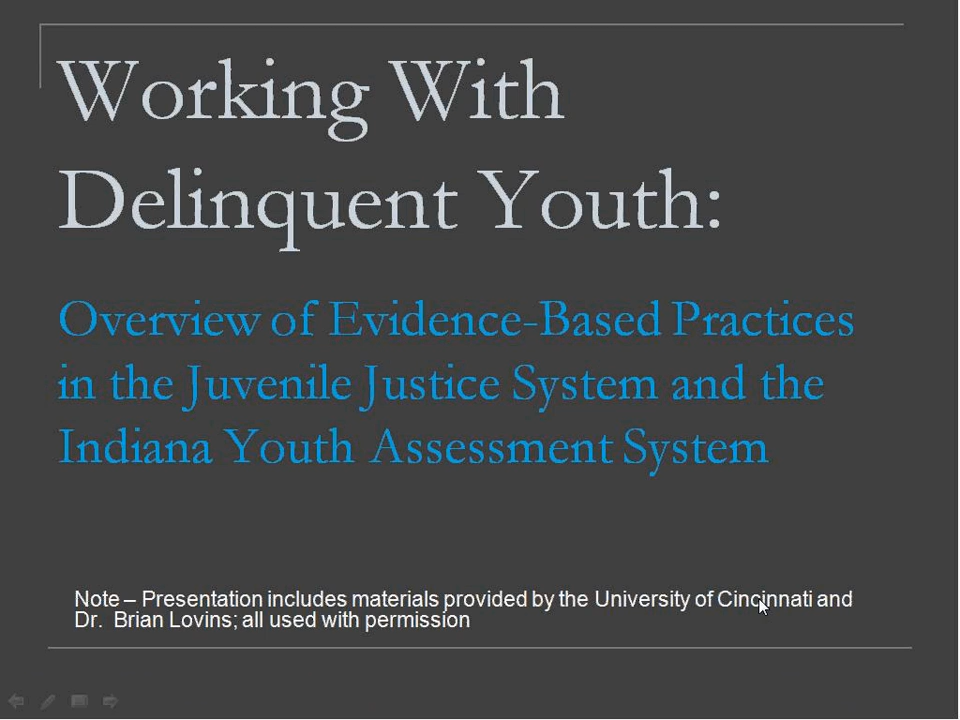 Working With
Delinquent Youth:
Overview of Evidence-Based Practices
in the Juvenile Justice System and the
Indiana Youth Assessment System
Note – Presentation includes materials provided by the University of Cincinnati and
Dr.  Brian Lovins; all used with permission